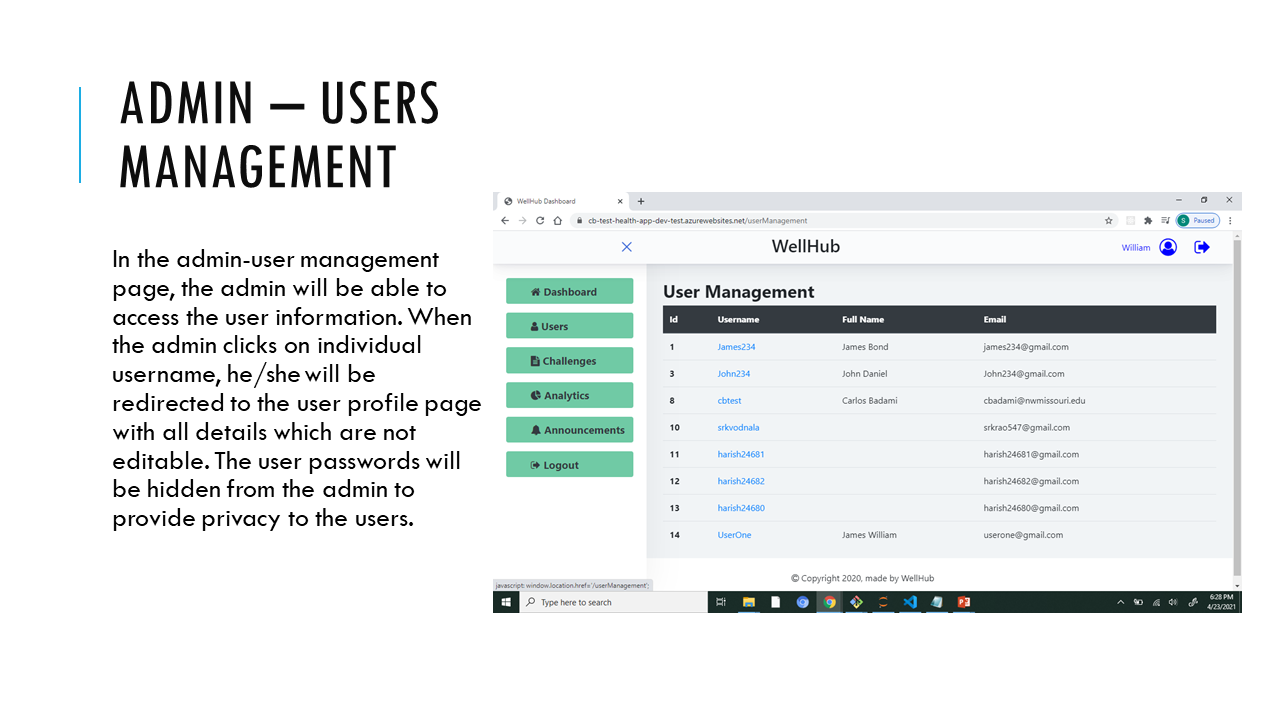 ADMIN – USERS
MANAGEMENT
In the admin-user management
page, the admin will be able to
access the user information. When
the admin clicks on individual
username, he/she will be
redirected to the user profile page
with all details which are not
editable. The user passwords will
be hidden from the admin to
provide privacy to the users.
WellHub Dashboard
cb-test-health-app-dev-test.azurewebsites.net/userManagement
S Paused
WellHub
William
Dashboard
Users
Challenges
Analytics
Announcements
Logout
User Management
Id Username Full Name Email
1 James234 James Bond james234@gmail.com
3 John234 John Daniel John234@gmail.com
8 cbtest Carlos Badami cbadami@nwmissouri.edu
10 srkvodnala srkrao547@gmail.com
11 harish24681 harish24681@gmail.com
12 harish24682 harish24682@gmail.com
13 harish24680 harish24680@gmail.com
14 UserOne James William userone@gmail.com
© Copyright 2020, made by WellHub
javascript: window.location.href='/userManagement';
Type here to search
6:28 PM
4/23/2021